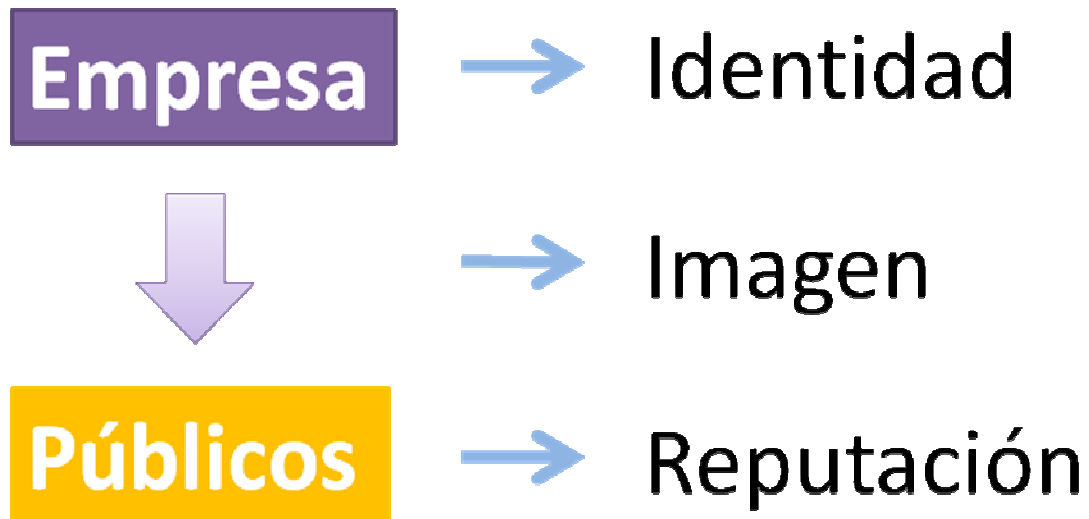 Empresa
Identidad
Imagen
Públicos
Reputación